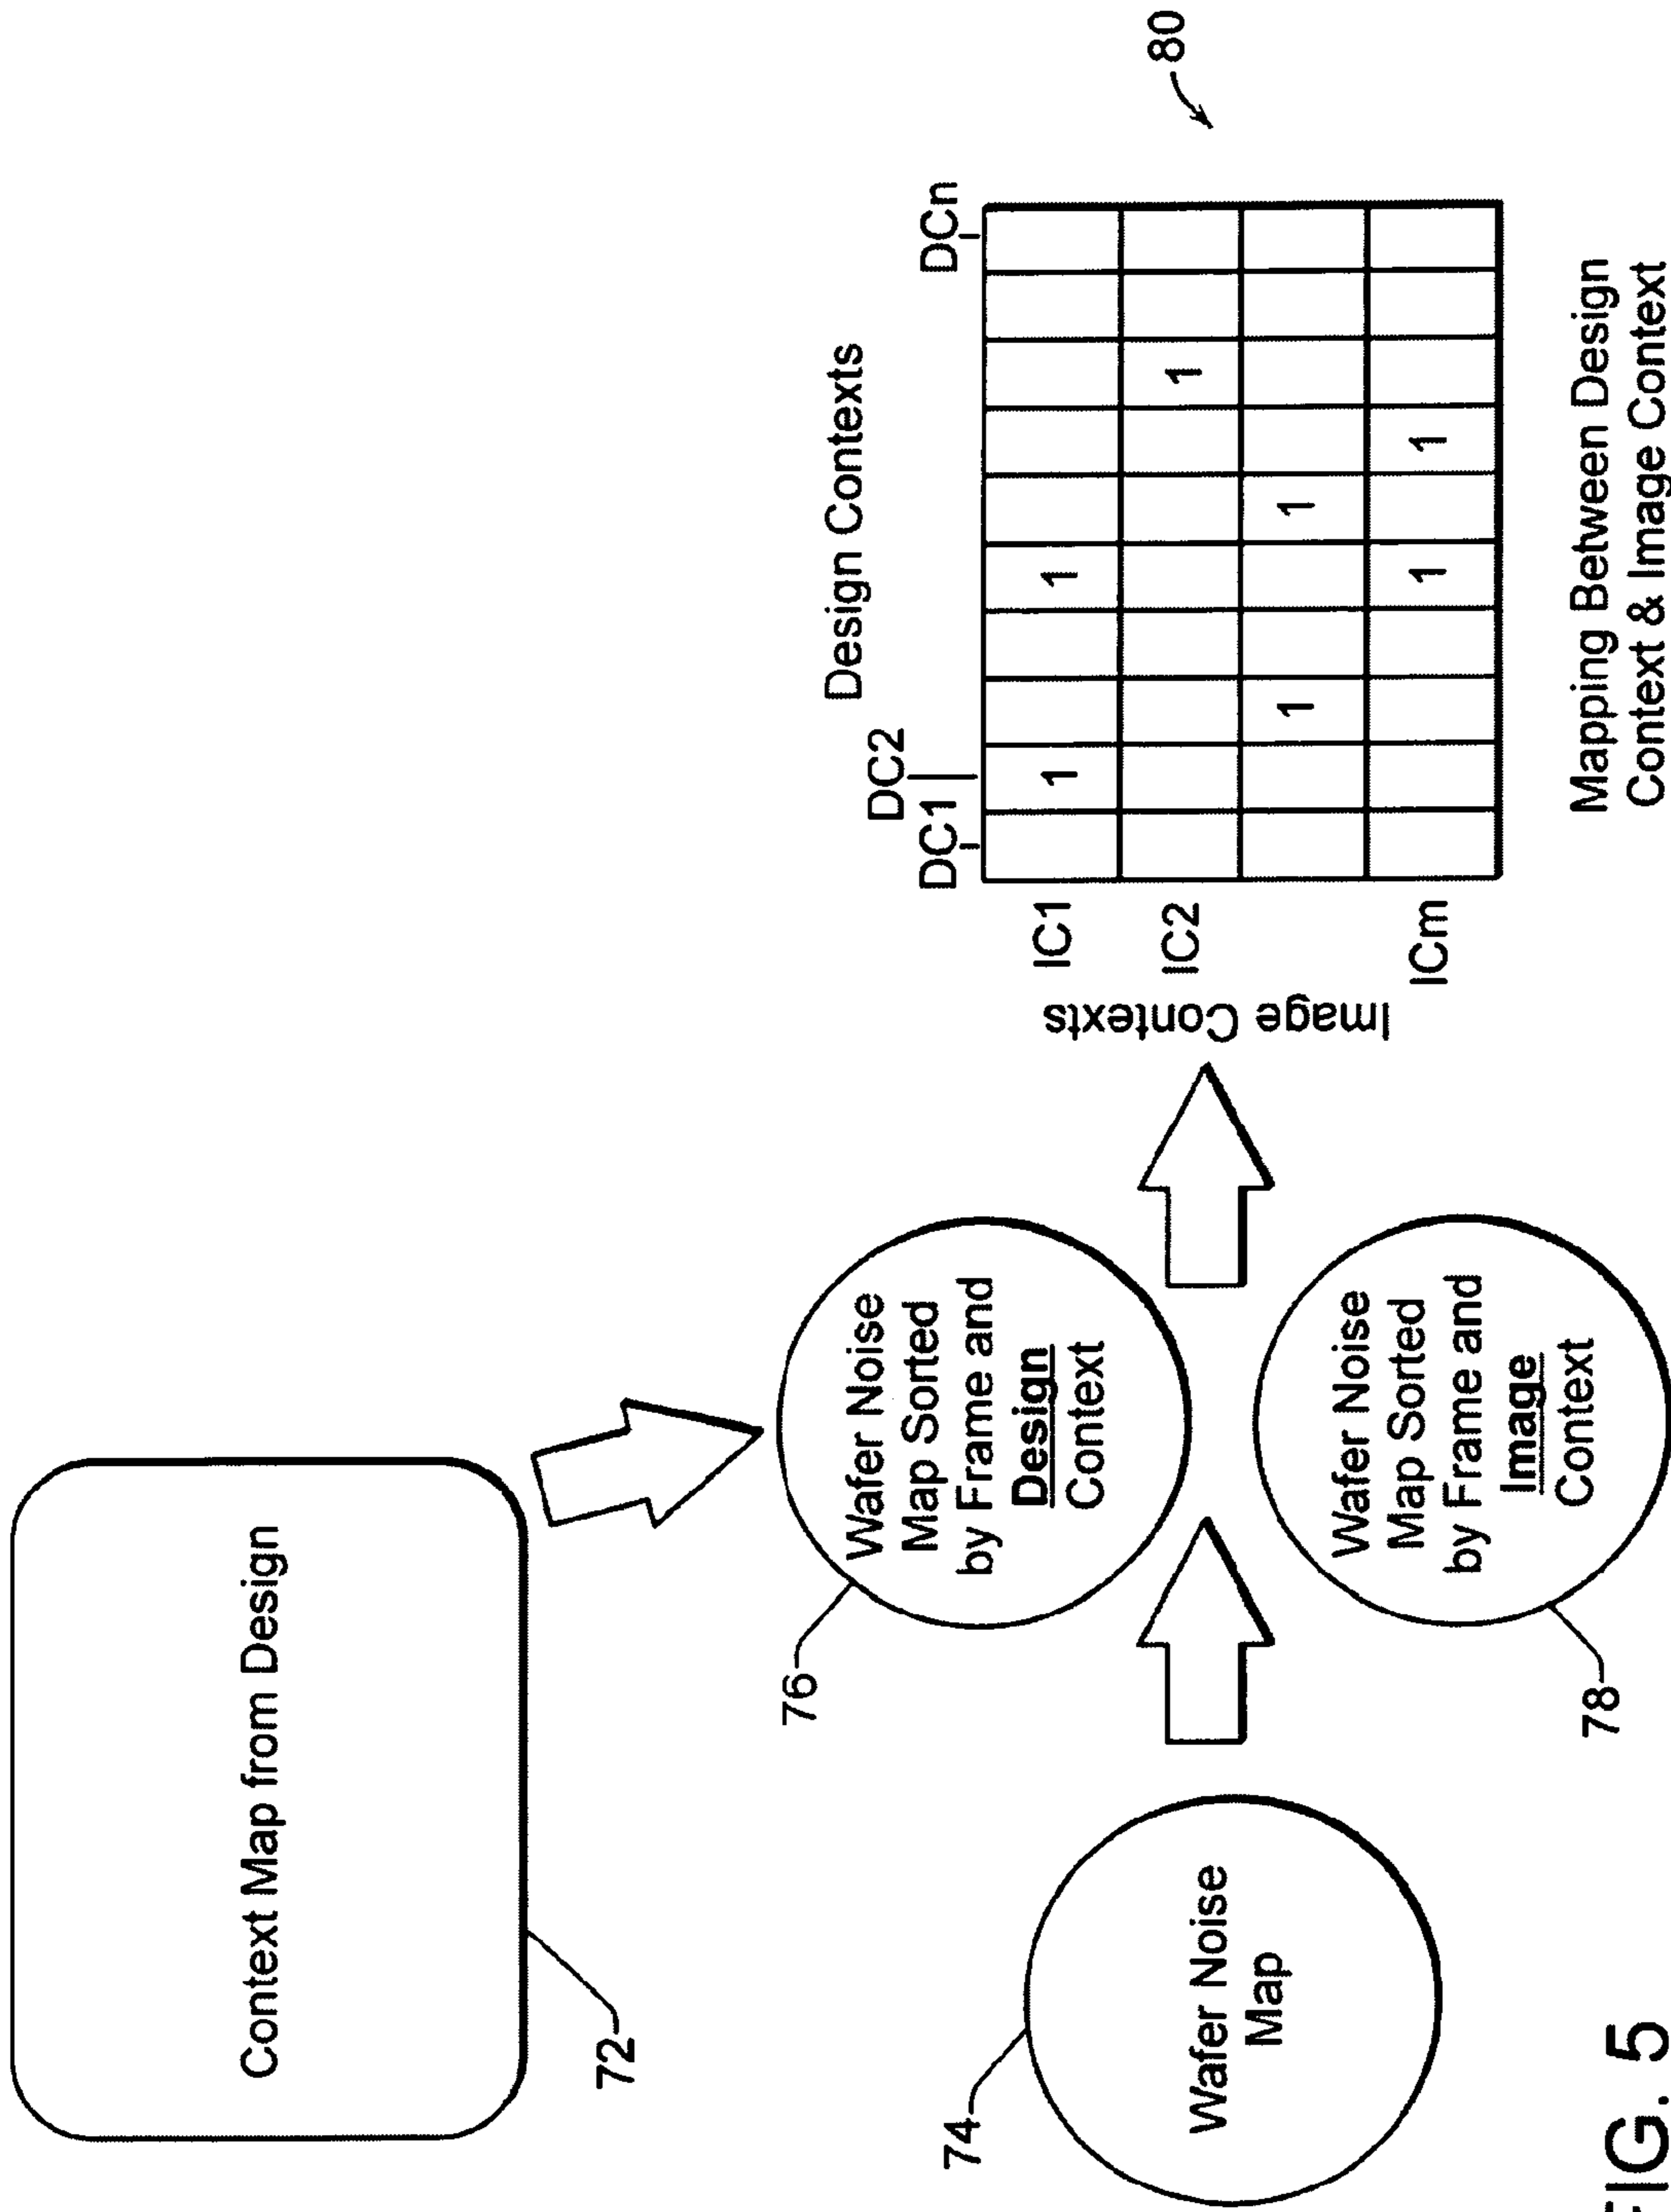 Context Map from Design
72
74
Wafer Noise
Map
76
Wafer Noise
Map Sorted
by Frame and
Design
Context
78
Wafer Noise
Map Sorted
by Frame and
Image
Context
Design Contexts
DC1
DC2
DCn
Image Contexts
IC1
IC2
ICm
1 1
1
1 1
1 1
80
Mapping Between Design
Context & Image Context
FIG. 5